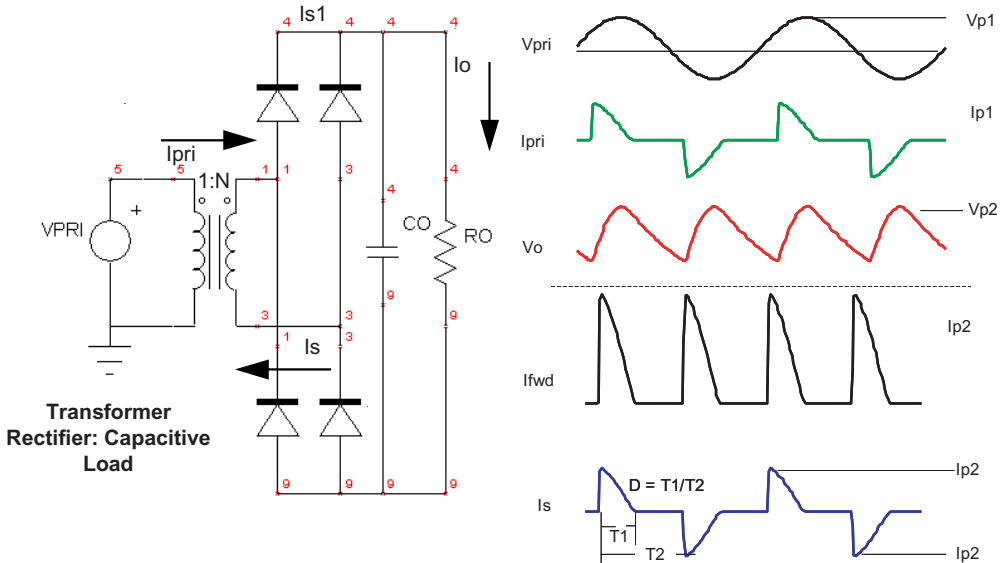 Is1
4 4 4 4
Io
Ipri
5 5
1:N
1 1 3
4
4
VPRI
+
CO
RO
9
9
3
1 3
Is
Transformer
Rectifier: Capacitive
Load
9 9 9 9
Vpri
Vp1
Ip1
Ipri
Vp2
Vo
Ip2
Ifwd
Ip2
D = T1/T2
Is
T1
T2
Ip2